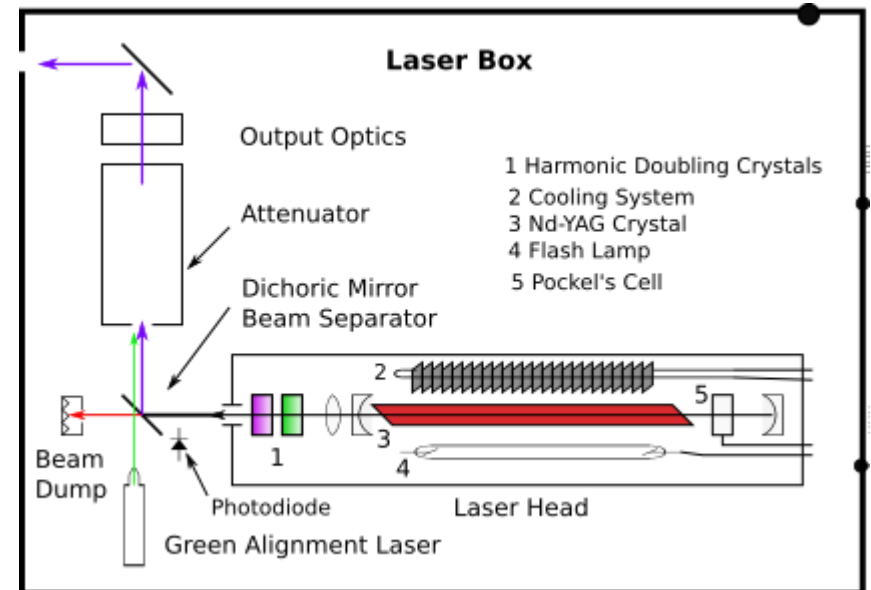 Laser Box
Output Optics
1 Harmonic Doubling Crystals
2 Cooling System
3 Nd-YAG Crystal
4 Flash Lamp
5 Pockel's Cell
Attenuator
Dichoric Mirror
Beam Separator
2
5
3
1
4
Beam
Dump
Photodiode
Laser Head
Green Alignment Laser